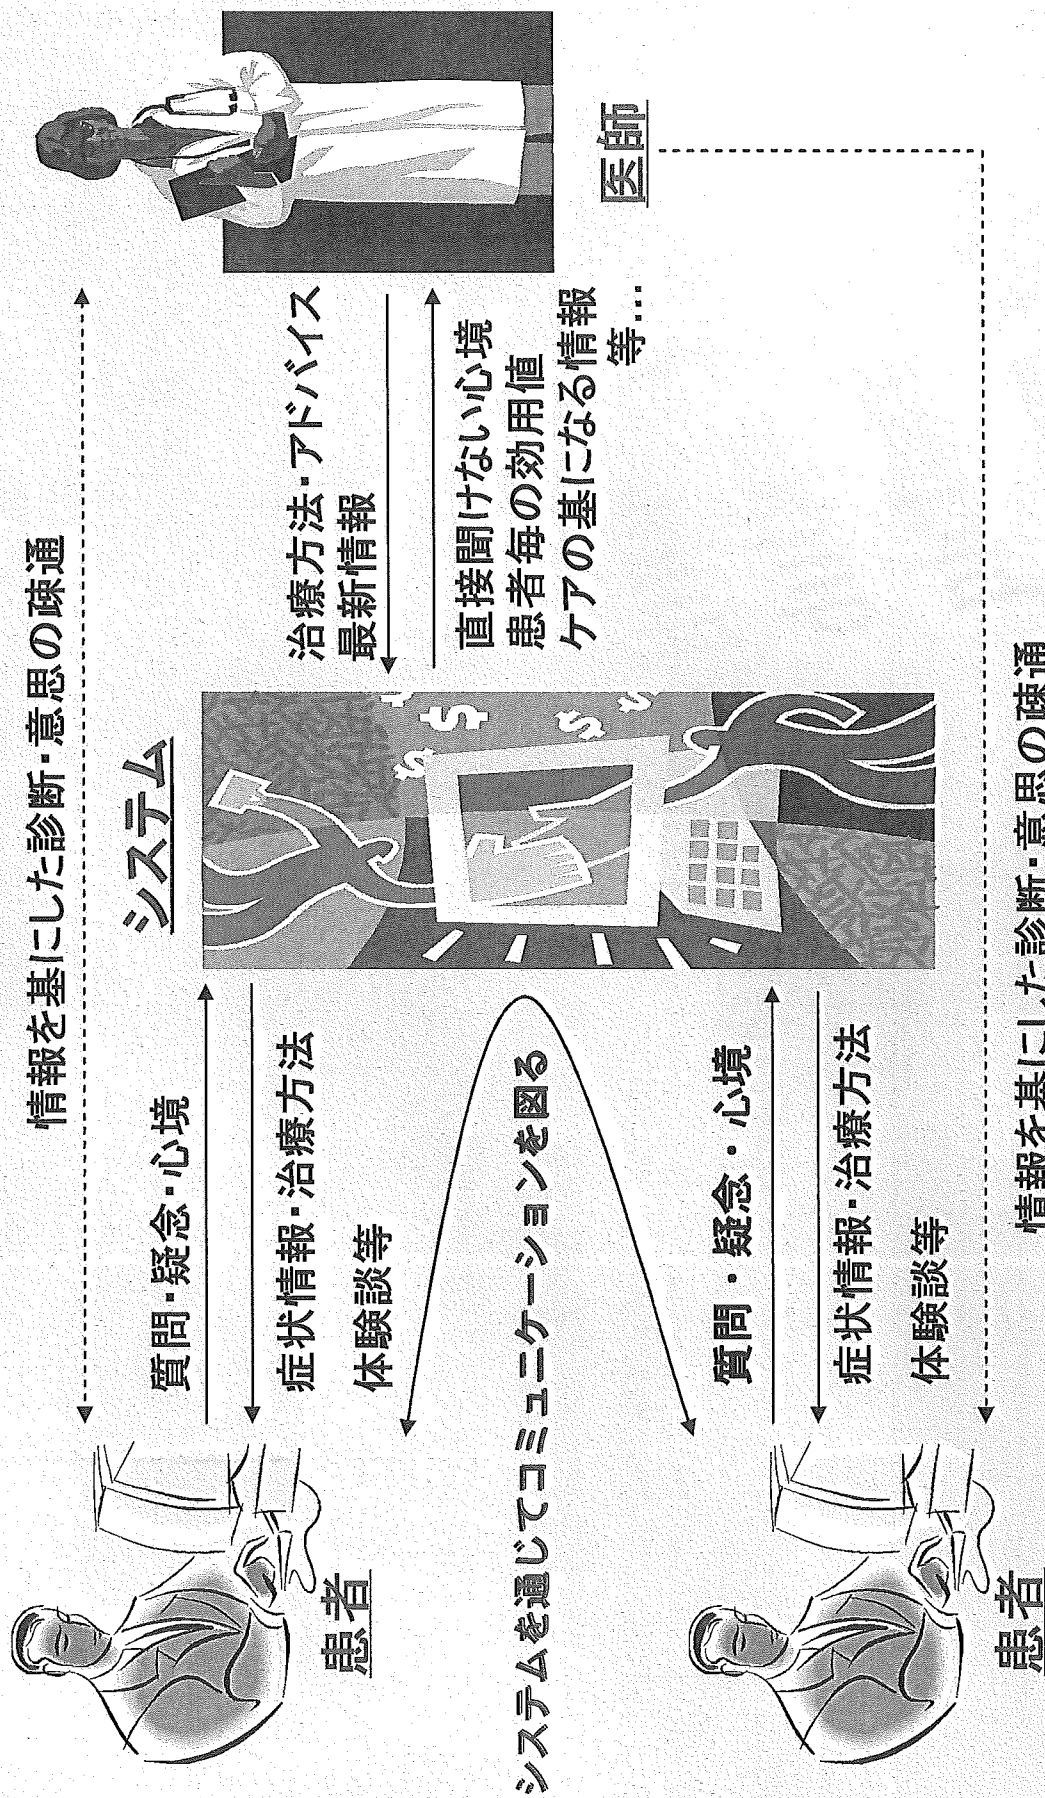 情報を基にした診断・意思の疎通
システム
質問・疑念・心境
症状情報・治療方法
体験談等
治療方法・アドバイス
最新情報
直接聞けない心境
患者毎の効用値
ケアの基になる情報
等…
患者
医師
システムを通じてコミュニケーションを図る
質問・疑念・心境
症状情報・治療方法
体験談等
患者
情報を基にした診断・意思の疎通